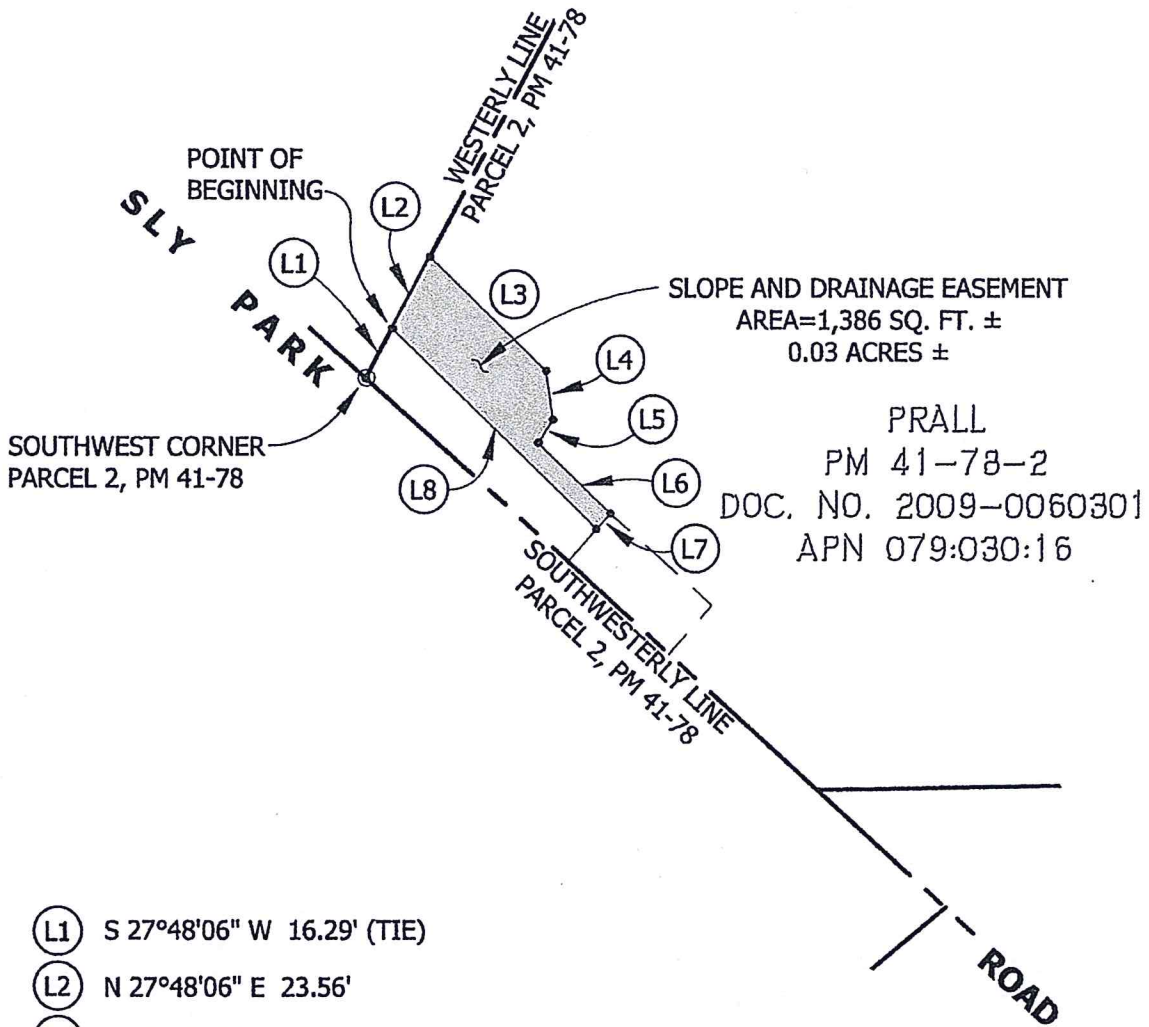 WESTERLY LINE
PARCEL 2, PM 41-78
POINT OF
BEGINNING
SLY PARK
L2
L1
L3
SLOPE AND DRAINAGE EASEMENT
AREA=1,386 SQ. FT. ±
0.03 ACRES ±
L4
L5
PRALL
PM 41-78-2
DOC. NO. 2009-0060301
APN 079:030:16
SOUTHWEST CORNER
PARCEL 2, PM 41-78
L8
L6
L7
SOUTHWESTERLY LINE
PARCEL 2, PM 41-78
ROAD
L1 S 27°48'06" W 16.29' (TIE)
L2 N 27°48'06" E 23.56'